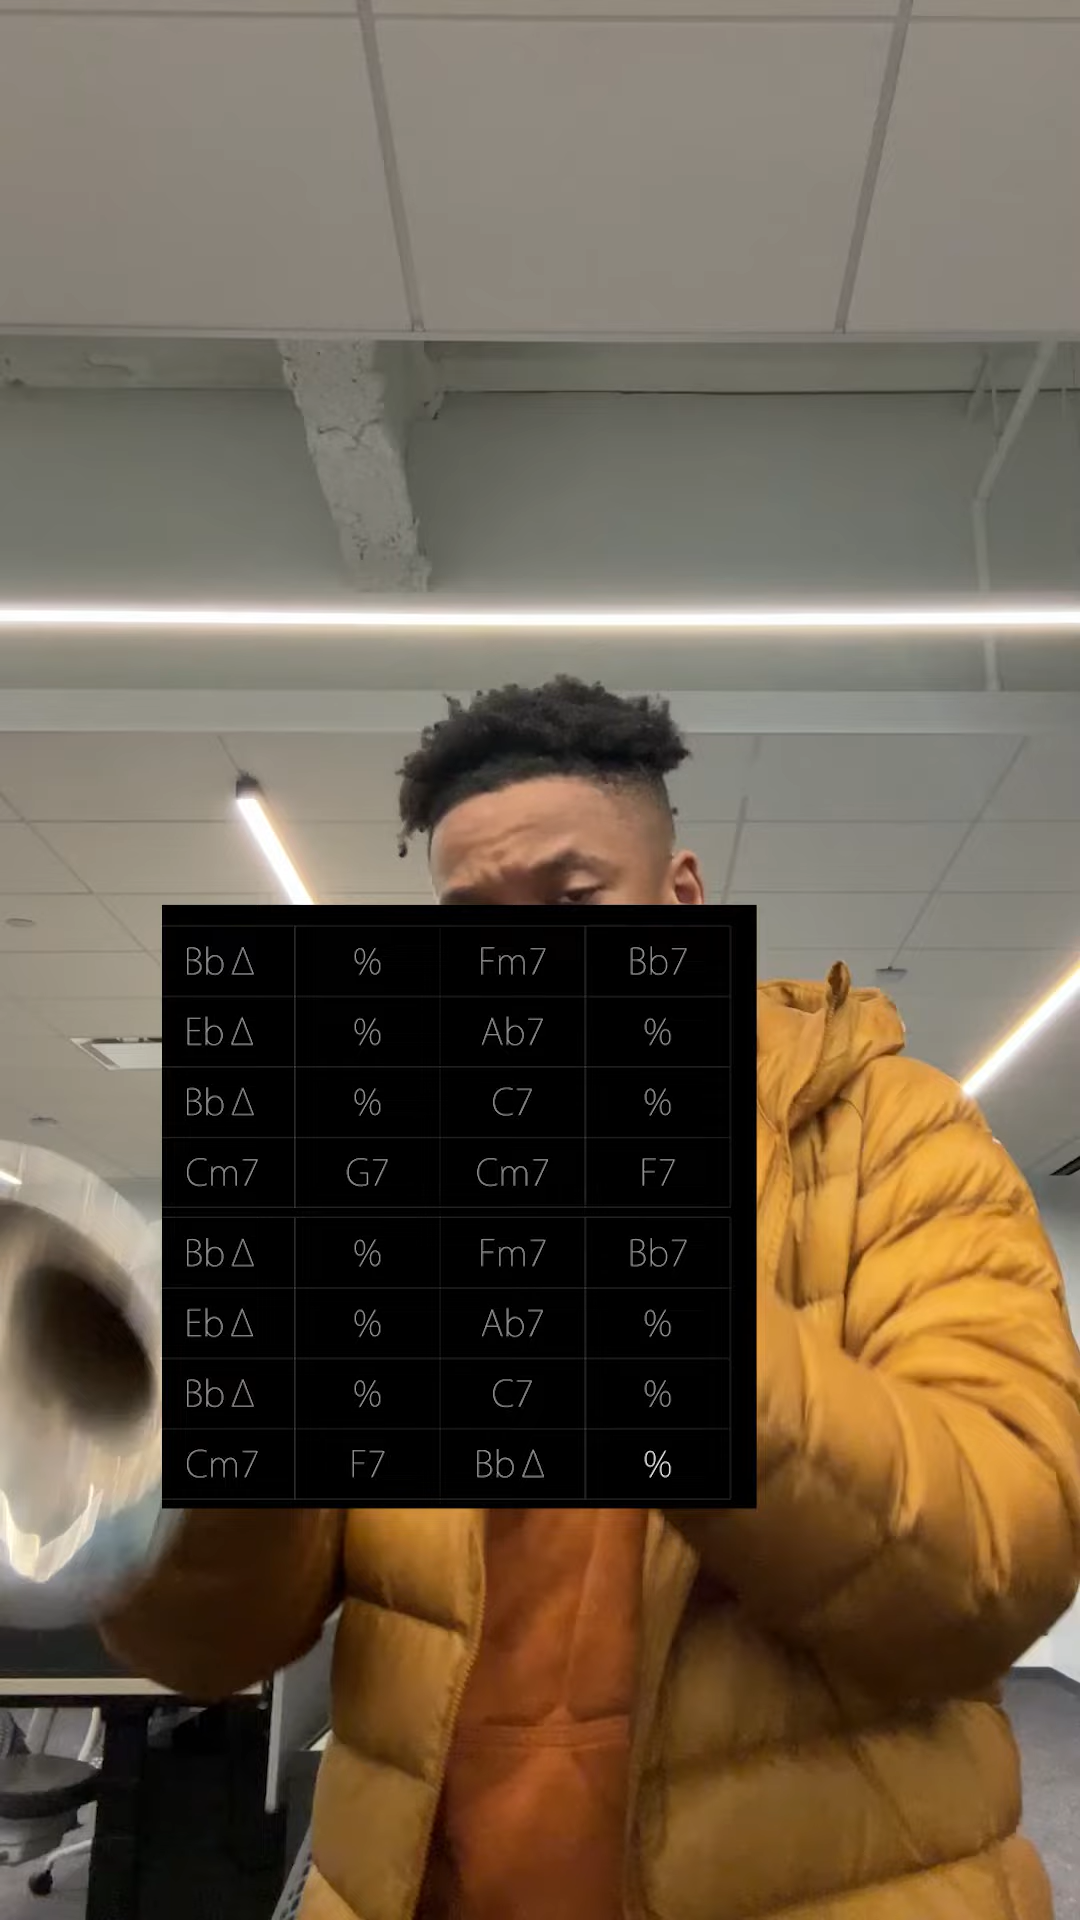 Bb Δ % Fm7 Bb7
Eb Δ % Ab7 %
Bb Δ % C7 %
Cm7 G7 Cm7 F7
Bb Δ % Fm7 Bb7
Eb Δ % Ab7 %
Bb Δ % C7 %
Cm7 F7 Bb Δ %